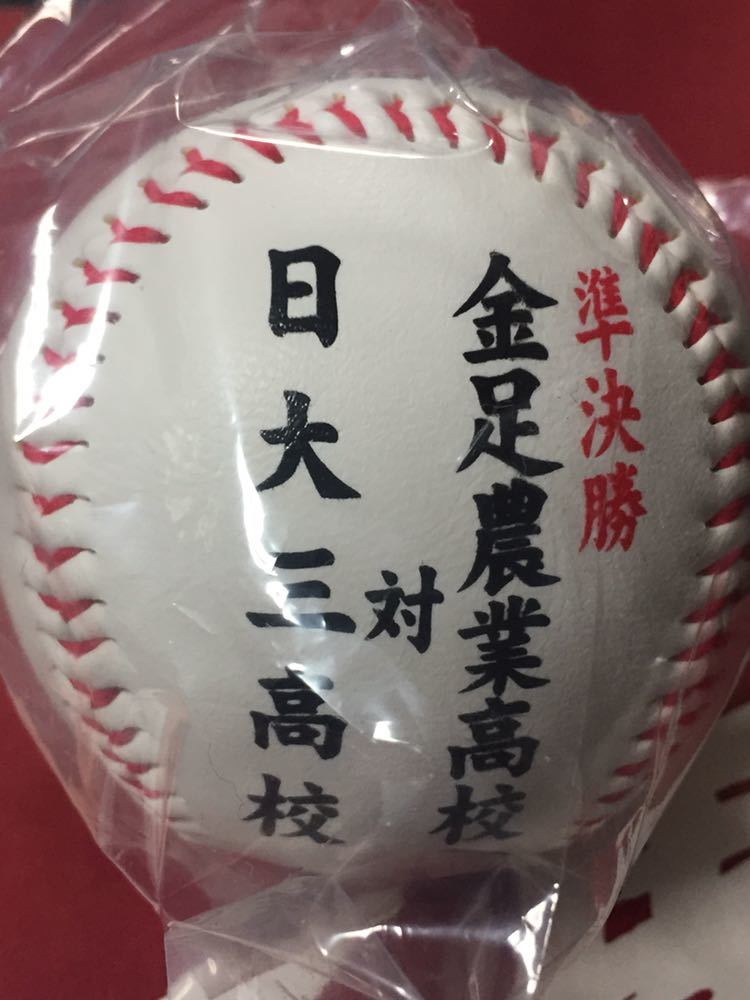 準決勝
金足農業高校
対
日大三高校